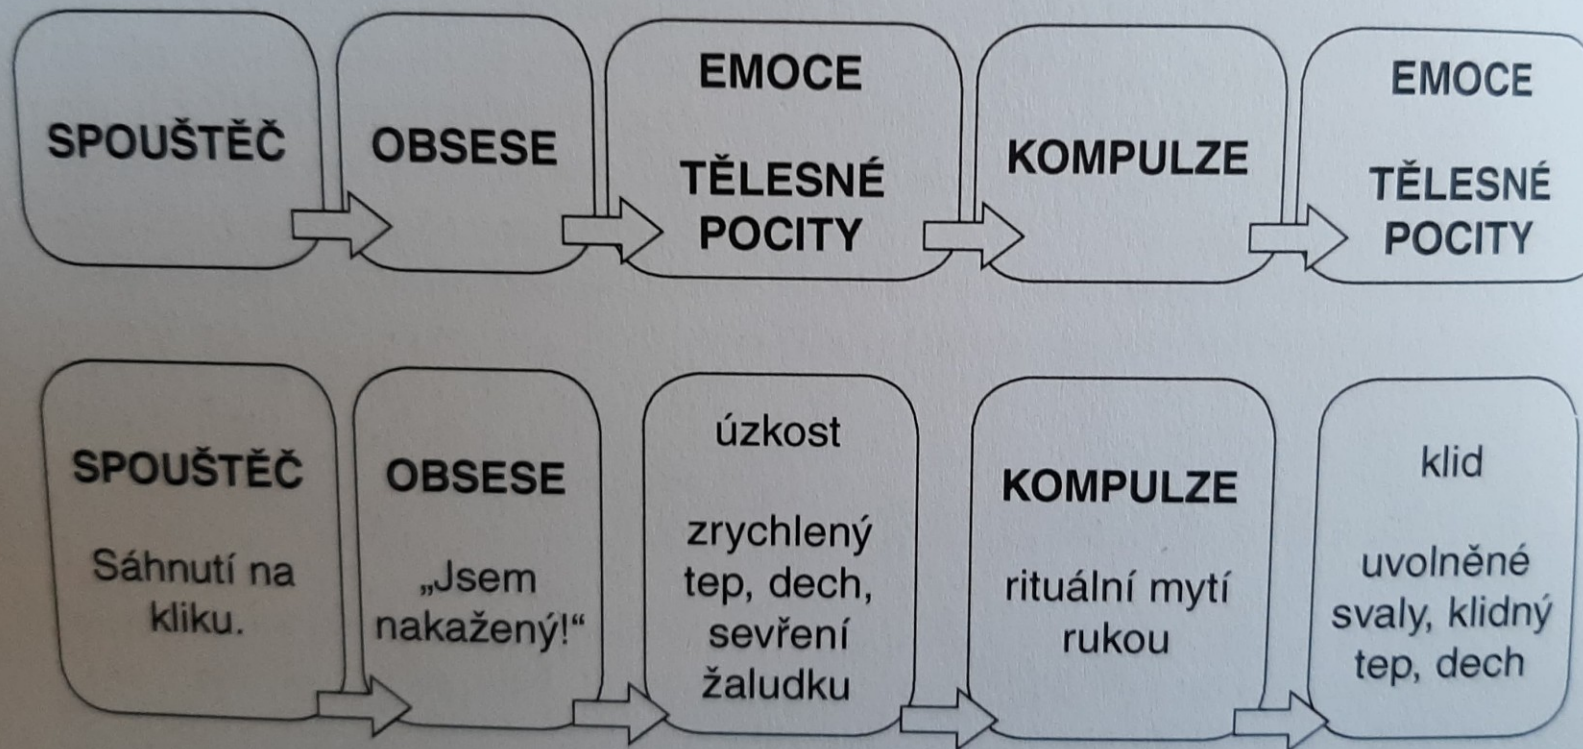 SPOUŠTĚČ
OBSESE
EMOCE
TĚLESNÉ
POCITY
KOMPULZE
EMOCE
TĚLESNÉ
POCITY
SPOUŠTĚČ
Sáhnutí na
kliku.
OBSESE
„Jsem
nakažený!“
úzkost
zrychlený
tep, dech,
sevření
žaludku
KOMPULZE
rituální mytí
rukou
klid
uvolněné
svaly, klidný
tep, dech